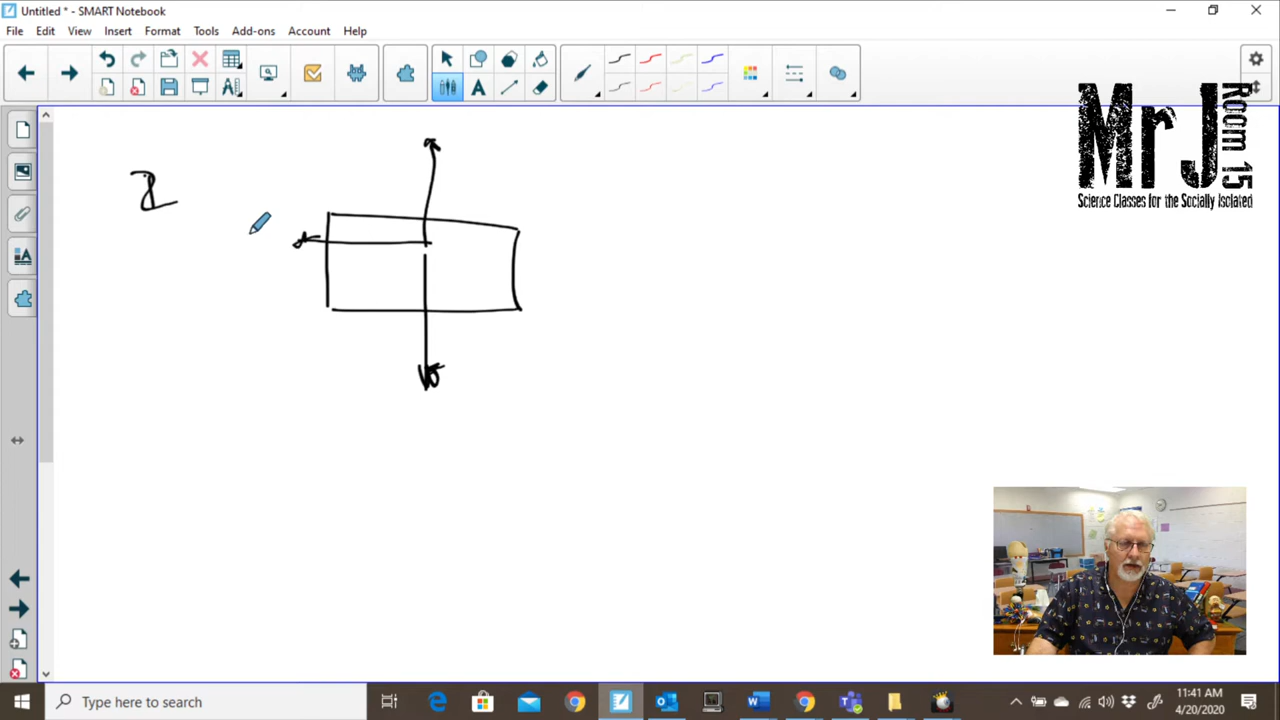 Untitled * - SMART Notebook
File Edit View Insert Format Tools Add-ons Account Help
MrJ
Room 15
Science Classes for the Socially Isolated
2
Type here to search
11:41 AM
4/20/2020